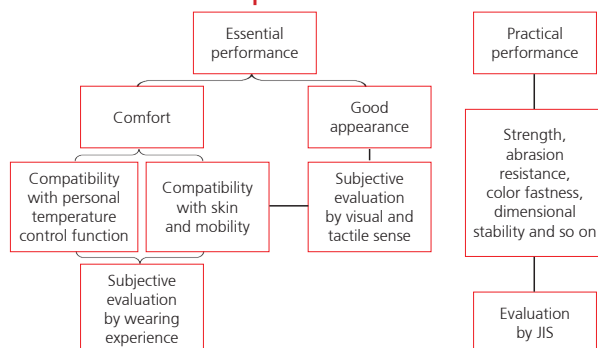 Essential
performance
Practical
performance
Comfort
Good
appearance
Strength,
abrasion
resistance,
color fastness,
dimensional
stability and so on
Compatibility
with personal
temperature
control function
Compatibility
with skin
and mobility
Subjective
evaluation
by visual and
tactile sense
Subjective
evaluation
by wearing
experience
Evaluation
by JIS